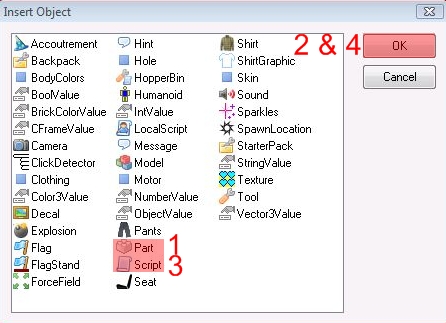 Insert Object
Accoutrement
Backpack
BodyColors
BoolValue
BrickColorValue
CFrameValue
Camera
ClickDetector
Clothing
Color3Value
Decal
Explosion
Flag
FlagStand
ForceField
Hint
Hole
HopperBin
Humanoid
IntValue
LocalScript
Message
Model
Motor
NumberValue
ObjectValue
Pants
Part 1
Script 3
Seat
Shirt
ShirtGraphic
Skin
Sound
Sparkles
SpawnLocation
StarterPack
StringValue
Texture
Tool
Vector3Value
2 & 4
OK
Cancel